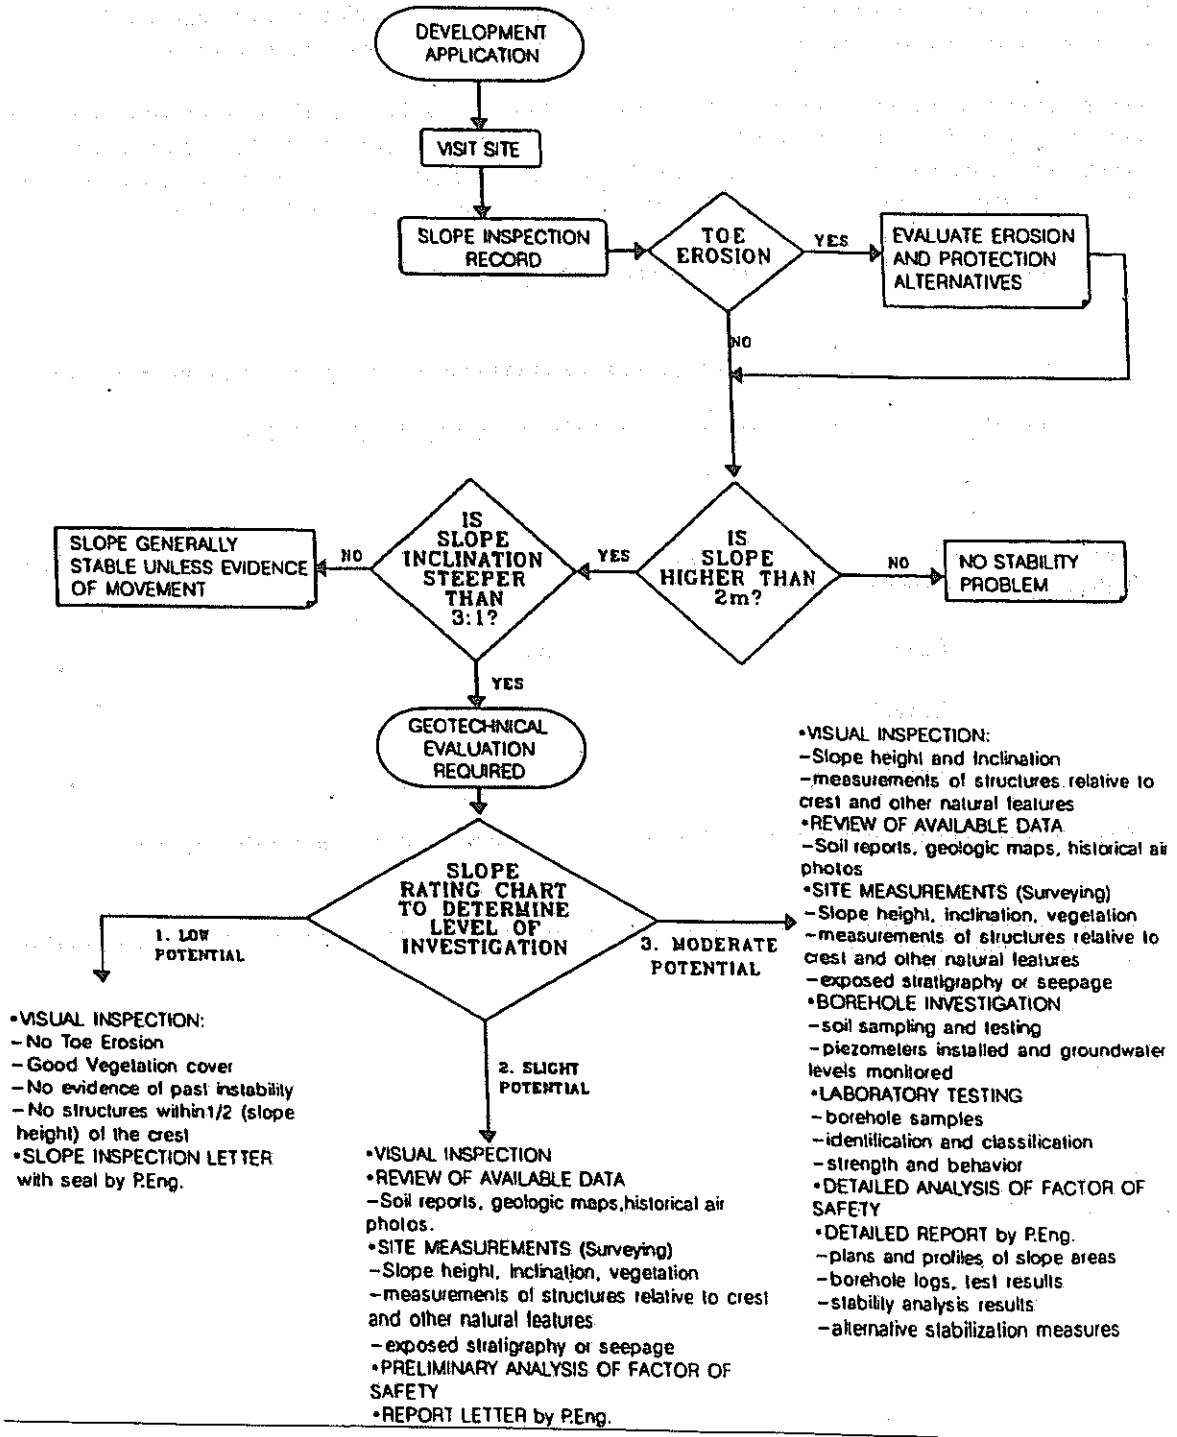 DEVELOPMENT
APPLICATION
VISIT SITE
SLOPE INSPECTION
RECORD
TOE
EROSION
YES
EVALUATE EROSION
AND PROTECTION
ALTERNATIVES
NO
IS
SLOPE
HIGHER THAN
2m?
NO
NO STABILITY
PROBLEM
YES
IS
SLOPE
INCLINATION
STEEPER
THAN
3:1?
NO
SLOPE GENERALLY
STABLE UNLESS EVIDENCE
OF MOVEMENT
YES
GEOTECHNICAL
EVALUATION
REQUIRED
SLOPE
RATING CHART
TO DETERMINE
LEVEL OF
INVESTIGATION
1. LOW
POTENTIAL
•VISUAL INSPECTION:
–No Toe Erosion
–Good Vegetation cover
–No evidence of past instability
–No structures within 1/2 (slope
height) of the crest
•SLOPE INSPECTION LETTER
with seal by P.Eng.
2. SLIGHT
POTENTIAL
•VISUAL INSPECTION
•REVIEW OF AVAILABLE DATA
–Soil reports, geologic maps,historical air
photos.
•SITE MEASUREMENTS (Surveying)
–Slope height, inclination, vegetation
–measurements of structures relative to crest
and other natural features
–exposed stratigraphy or seepage
•PRELIMINARY ANALYSIS OF FACTOR OF
SAFETY
•REPORT LETTER by P.Eng.
3. MODERATE
POTENTIAL
•VISUAL INSPECTION:
–Slope height and Inclination
–measurements of structures relative to
crest and other natural features
•REVIEW OF AVAILABLE DATA
–Soil reports, geologic maps, historical air
photos
•SITE MEASUREMENTS (Surveying)
–Slope height, inclination, vegetation
–measurements of structures relative to
crest and other natural features
–exposed stratigraphy or seepage
•BOREHOLE INVESTIGATION
–soil sampling and testing
–piezometers installed and groundwater
levels monitored
•LABORATORY TESTING
–borehole samples
–identification and classification
–strength and behavior
•DETAILED ANALYSIS OF FACTOR OF
SAFETY
•DETAILED REPORT by P.Eng.
–plans and profiles of slope areas
–borehole logs, test results
–stability analysis results
–alternative stabilization measures